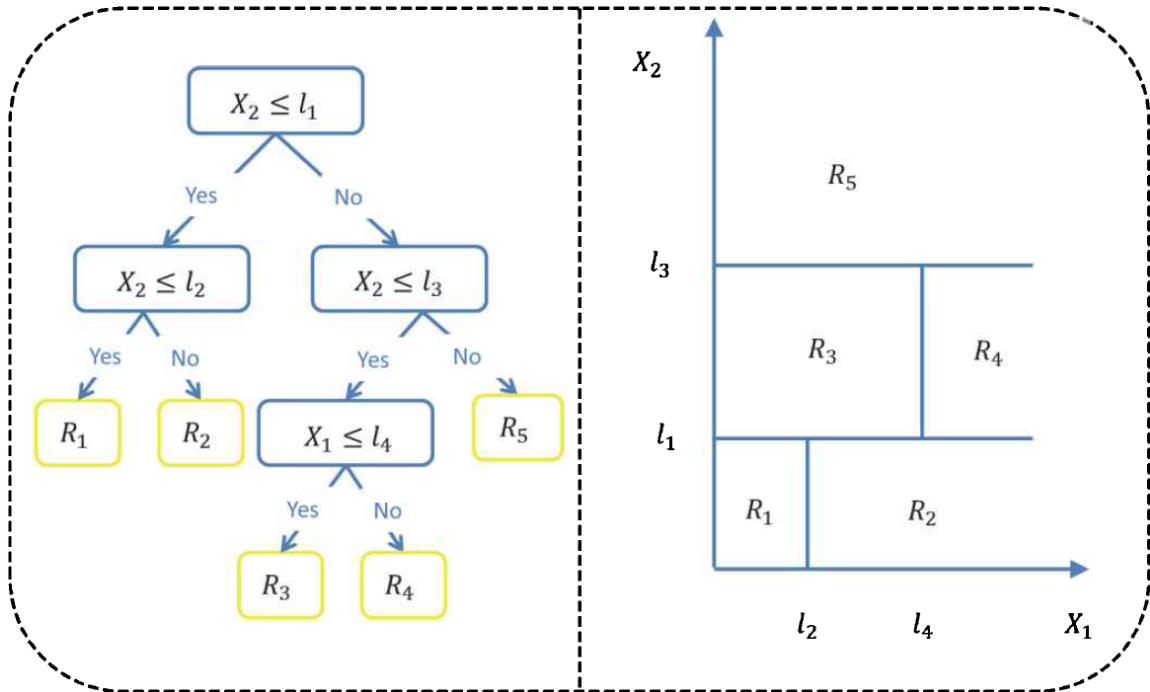 X₂ ≤ l₁
Yes
No
X₂ ≤ l₂
X₂ ≤ l₃
Yes
No
Yes
No
R₁
R₂
X₁ ≤ l₄
R₅
Yes
No
R₃
R₄
X₂
R₅
l₃
R₃
R₄
l₁
R₁
R₂
l₂
l₄
X₁